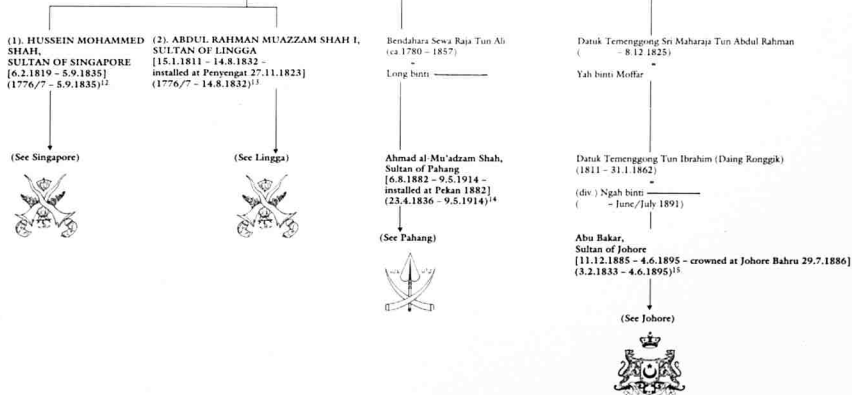 (1). HUSSEIN MOHAMMED
SHAH,
SULTAN OF SINGAPORE
[6.2.1819 – 5.9.1835]
(1776/7 – 5.9.1835)12.
(See Singapore)
(2). ABDUL RAHMAN MUAZZAM SHAH I,
SULTAN OF LINGGA
[15.1.1811 – 14.8.1832 –
installed at Penyengat 27.11.1823]
(1776/7 – 14.8.1832)13.
(See Lingga)
Bendahara Sewa Raja Tun Ali
(ca.1780 – 1857)
=
Long binti
Ahmad al-Mu'adzam Shah,
Sultan of Pahang
[6.8.1882 – 9.5.1914 –
installed at Pekan 1882]
(23.4.1836 – 9.5.1914)14.
(See Pahang)
Datuk Temenggong Sri Maharaja Tun Abdul Rahman
( – 8.12.1825)
=
Yah binti Moffar
Datuk Temenggong Tun Ibrahim (Daing Ronggik)
(1811 – 31.1.1862)
=
(div.) Ngah binti
( – June/July 1891)
Abu Bakar,
Sultan of Johore
[11.12.1885 – 4.6.1895 – crowned at Johore Bahru 29.7.1886]
(3.2.1833 – 4.6.1895)15.
(See Johore)